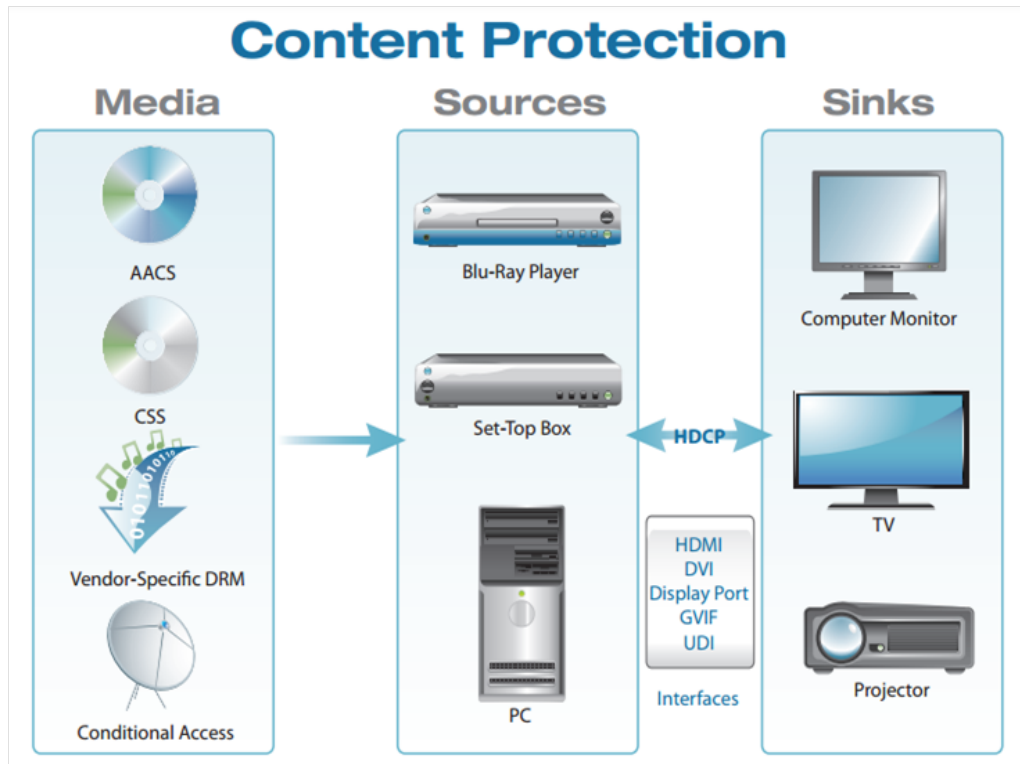 Content Protection
Media
Sources
Sinks
AACS
CSS
0101101010110
Vendor-Specific DRM
Conditional Access
Blu-Ray Player
Set-Top Box
PC
HDCP
HDMI
DVI
Display Port
GVIF
UDI
Interfaces
Computer Monitor
TV
Projector